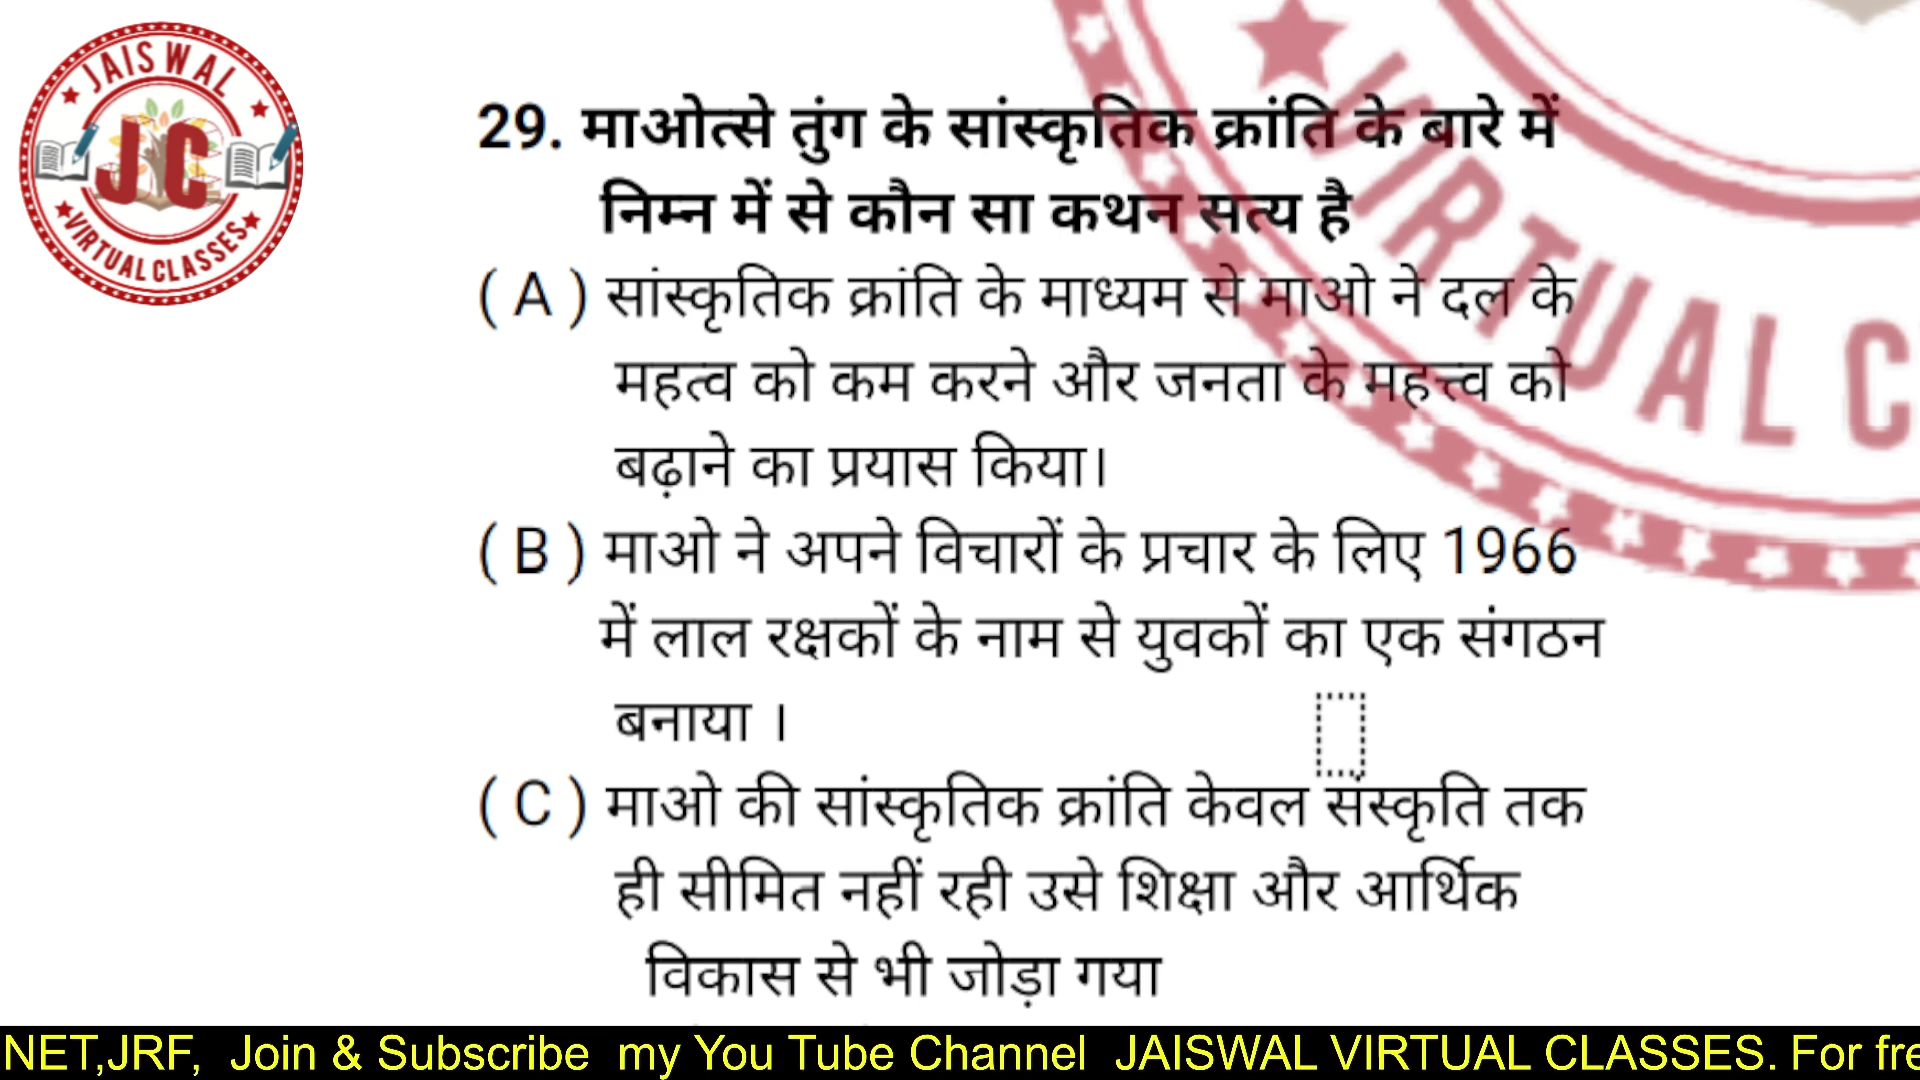 JAISWAL
JC
VIRTUAL CLASSES
29. माओत्से तुंग के सांस्कृतिक क्रांति के बारे में
निम्न में से कौन सा कथन सत्य है
( A ) सांस्कृतिक क्रांति के माध्यम से माओ ने दल के
महत्व को कम करने और जनता के महत्त्व को
बढ़ाने का प्रयास किया।
( B ) माओ ने अपने विचारों के प्रचार के लिए 1966
में लाल रक्षकों के नाम से युवकों का एक संगठन
बनाया ।
( C ) माओ की सांस्कृतिक क्रांति केवल संस्कृति तक
ही सीमित नहीं रही उसे शिक्षा और आर्थिक
विकास से भी जोड़ा गया
VIRTUAL C
NET,JRF, Join & Subscribe my You Tube Channel JAISWAL VIRTUAL CLASSES. For fre